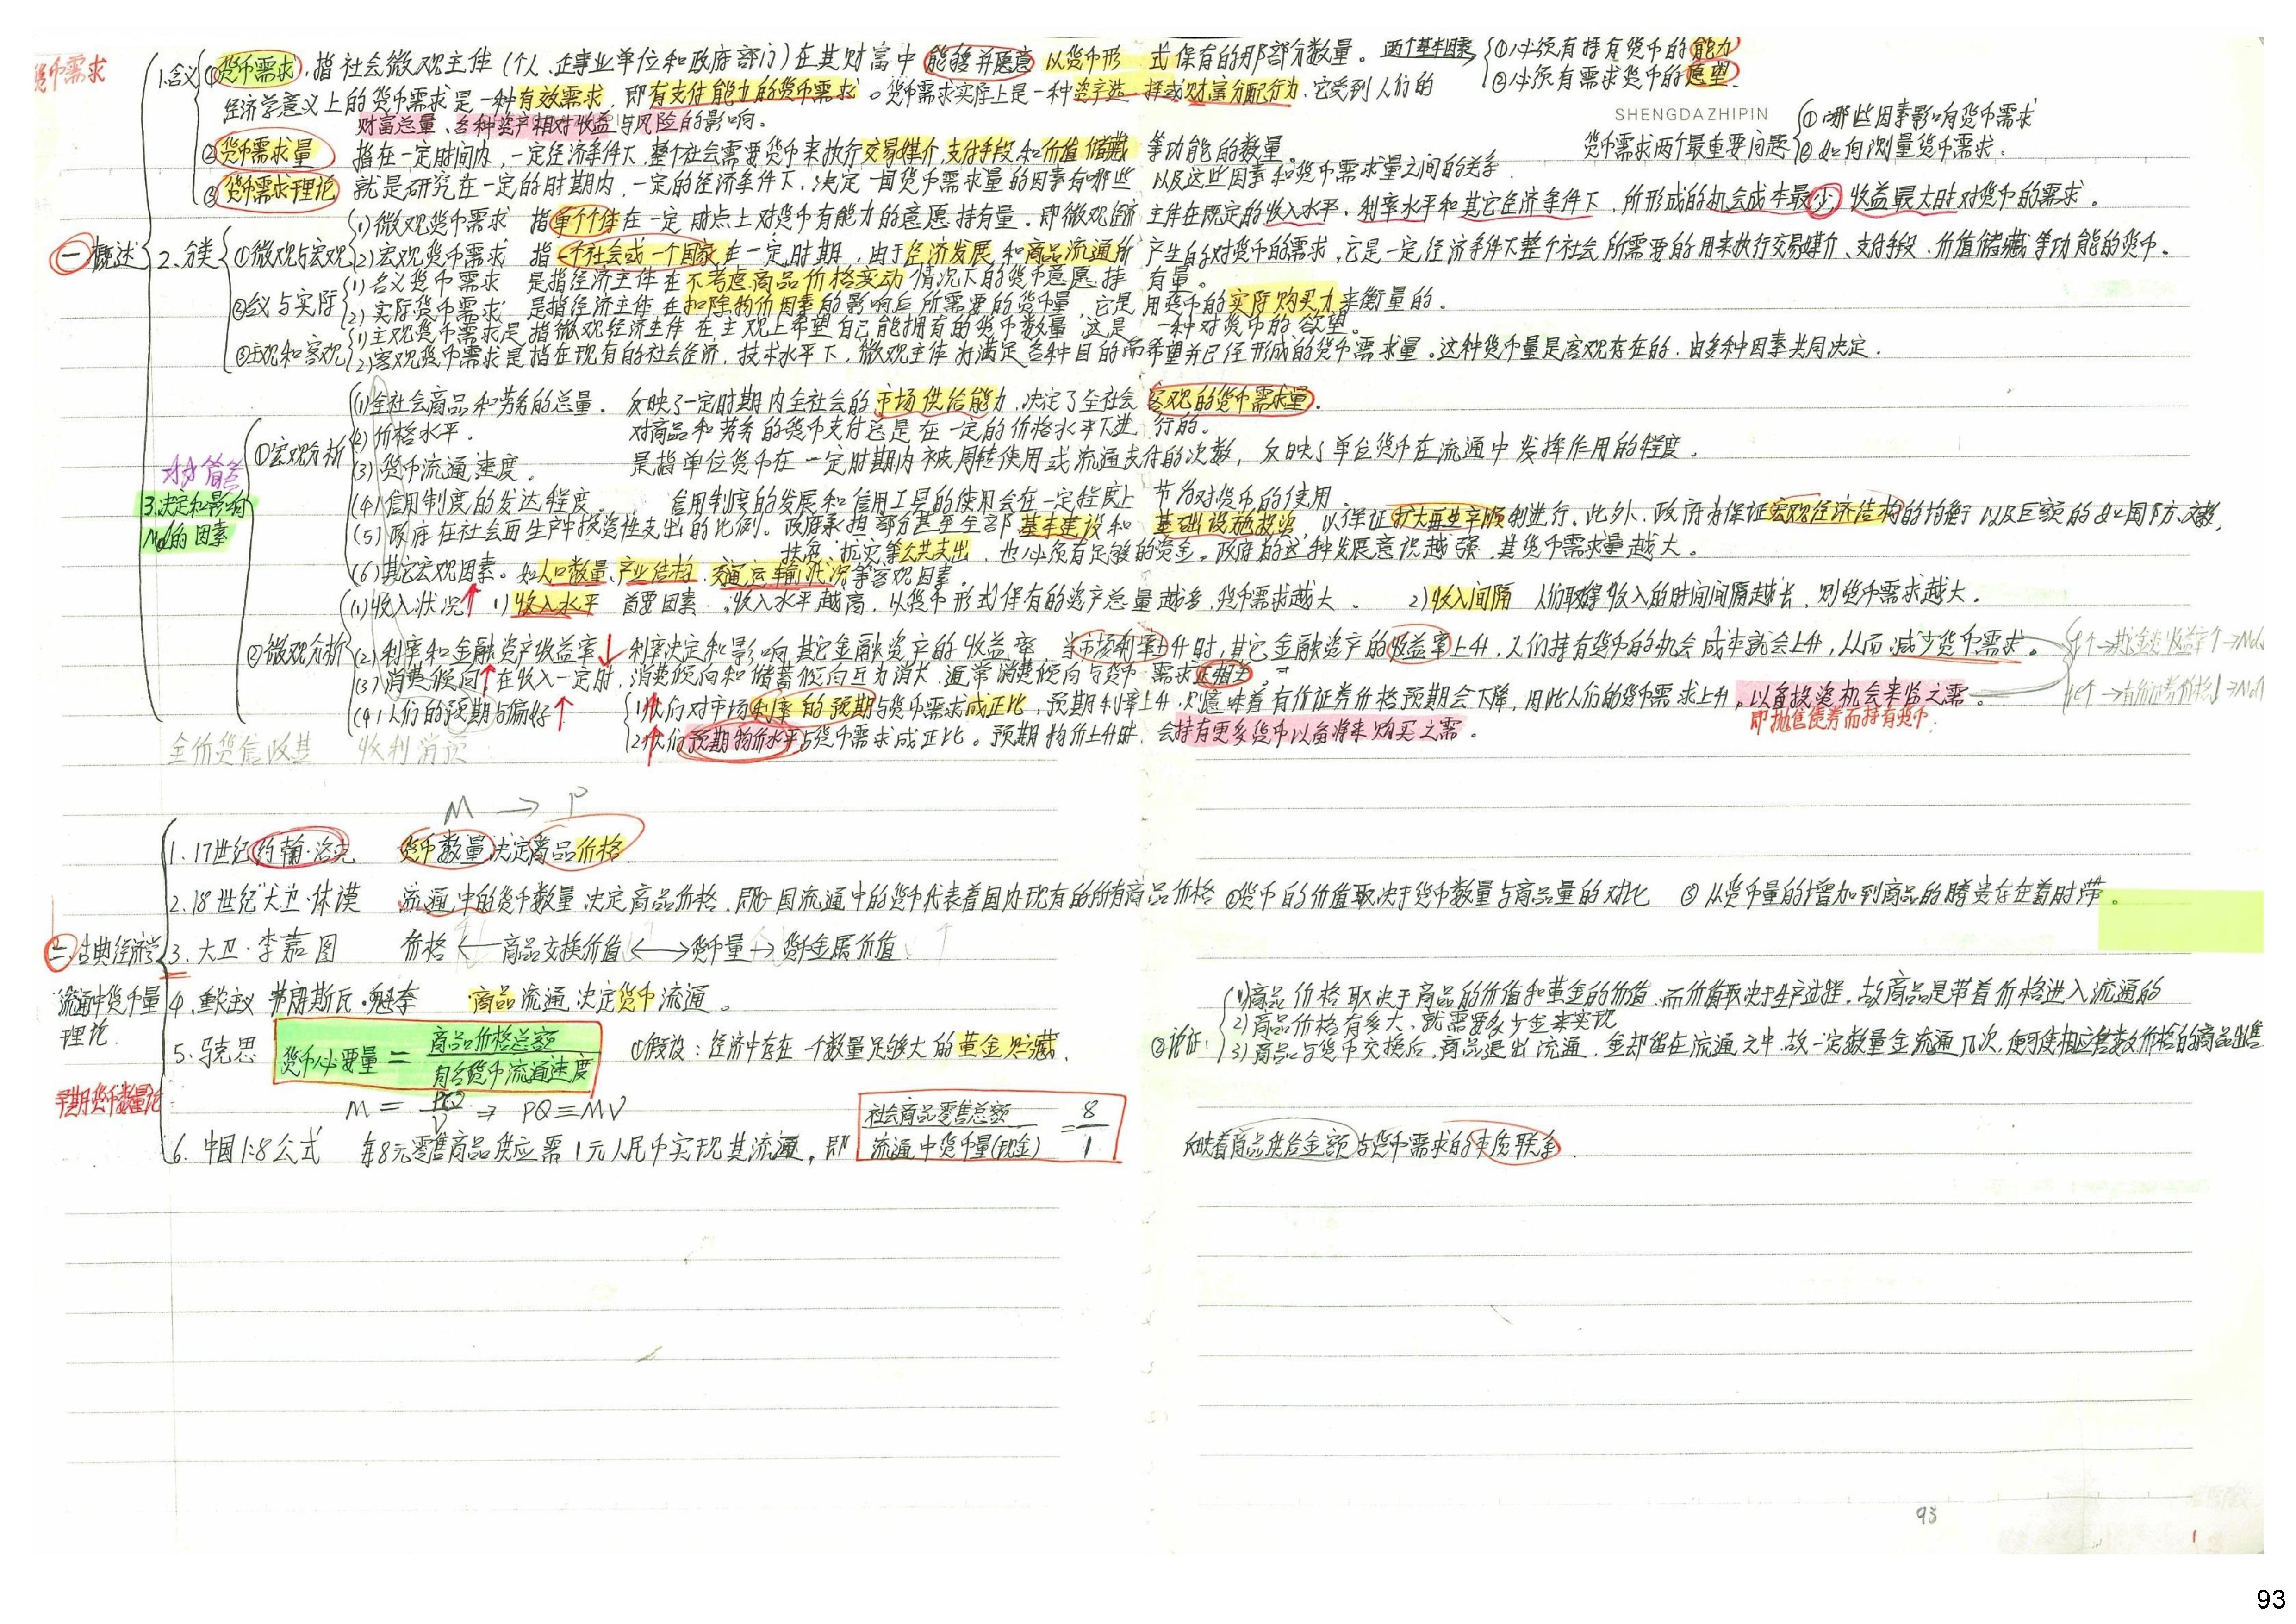 货币需求
1.含义 ①货币需求，指社会微观主体（个人、企事业单位和政府部门）在其财富中能够并愿意以货币形式保有的那部分数量。两个基本因素 ①必须有持有货币的能力
②必须有需求货币的愿望.
经济学意义上的货币需求是一种有效需求，即有支付能力的货币需求。货币需求实际上是一种资产选择或财富分配行为，它受到人们的
财富总量、各种资产相对收益与风险的影响。
SHENGDAZHIPIN
货币需求两个最重要问题 ①哪些因素影响货币需求
②如何测量货币需求.
②货币需求量 指在一定时间内，一定经济条件下，整个社会需要货币来执行交易媒介、支付手段和价值储藏等功能的数量。
③货币需求理论 就是研究在一定的时期内，一定的经济条件下，决定一国货币需求量的因素有哪些以及这些因素和货币需求量之间的关系.
㊀概述
2.分类 ①微观与宏观 (1)微观货币需求 指单个个体在一定时点上对货币有能力的意愿持有量.即微观经济主体在既定的收入水平、利率水平和其它经济条件下，所形成的机会成本最少，收益最大时对货币的需求。
(2)宏观货币需求 指一个社会或一个国家在一定时期，由于经济发展和商品流通所产生的对货币的需求，它是一定经济条件下整个社会所需要的用来执行交易媒介、支付手段、价值储藏等功能的货币。
②名义与实际 (1)名义货币需求 是指经济主体在不考虑商品价格变动情况下的货币意愿持有量。
(2)实际货币需求 是指经济主体在扣除物价因素的影响后所需要的货币量，它是用货币的实际购买力来衡量的。
③主观和客观 (1)主观货币需求是指微观经济主体在主观上希望自己能拥有的货币数量，这是一种对货币的欲望。
(2)客观货币需求是指在现有的社会经济、技术水平下，微观主体为满足各种目的而希望并已经形成的货币需求量。这种货币量是客观存在的，由多种因素共同决定.
3.决定和影响Md的因素
①宏观分析 (1)全社会商品和劳务的总量. 反映了一定时期内全社会的市场供给能力，决定了全社会客观的货币需求量.
(2)价格水平. 对商品和劳务的货币支付总是在一定的价格水平下进行的。
(3)货币流通速度. 是指单位货币在一定时期内被周转使用或流通支付的次数，反映了单位货币在流通中发挥作用的程度.
(4)信用制度的发达程度. 信用制度的发展和信用工具的使用会在一定程度上节约对货币的使用
(5)政府在社会再生产中投资性支出的比例。政府承担部分甚至全部基本建设和基础设施投资，以保证扩大再生产顺利进行。此外，政府为保证宏观经济结构的均衡以及巨额的如国防、文教,
扶贫、抗灾等公共支出，也必须有足够的资金。政府的这种发展意识越强，其货币需求量越大。
(6)其它宏观因素。如人口数量、产业结构、交通运输状况等客观因素.
②微观分析 (1)收入状况↑ 1)收入水平 首要因素。收入水平越高，以货币形式保有的资产总量越多，货币需求越大。 2)收入间隔 人们取得收入的时间间隔越长，则货币需求越大。
(2)利率和金融资产收益率↓ 利率决定和影响其它金融资产的收益率，当市场利率上升时，其它金融资产的收益率上升，人们持有货币的机会成本就会上升，从而减少货币需求。
(3)消费倾向↑ 在收入一定时，消费倾向和储蓄倾向互为消长，通常消费倾向与货币需求正相关.
(4)人们的预期与偏好↑ 1)人们对市场利率的预期与货币需求成正比，预期利率上升，则意味着有价证券价格预期会下降，因此人们的货币需求上升，以备投资机会来临之需。
即抛售债券而持有货币.
2)人们预期物价水平与货币需求成正比。预期物价上升时，会持有更多货币以备将来购买之需。
全价货信政其 收利消预
M → P
1.17世纪约翰·洛克 货币数量决定商品价格.
2.18世纪大卫·休谟 流通中的货币数量决定商品价格，即一国流通中的货币代表着国内现有的所有商品价格 ②货币的价值取决于货币数量与商品量的对比 ③从货币量的增加到商品的腾贵存在着时滞。
㊁古典经济学
流通中货币量
理论.
早期货币数量论
3.大卫·李嘉图 价格 ← 商品交换价值 ←→ 货币量 → 货币金属价值
4.重农主义 弗朗斯瓦·魁奈 商品流通决定货币流通。
5.马克思 货币必要量 = 商品价格总额 / 同名货币流通速度 ①假设：经济中存在一个数量足够大的黄金贮藏.
②论证: 1)商品价格取决于商品的价值和黄金的价值，而价值取决于生产过程，故商品是带着价格进入流通的
2)商品价格有多大，就需要多少金来实现
3)商品与货币交换后，商品退出流通，金却留在流通之中，故一定数量金流通几次，便可使相应倍数价格的商品出售
M = PQ/V ⇒ PQ=MV
6.中国1:8公式 每8元零售商品供应需1元人民币实现其流通，即 社会商品零售总额 / 流通中货币量(现金) = 8/1 反映着商品供给金额与货币需求的本质联系.
93
1
93